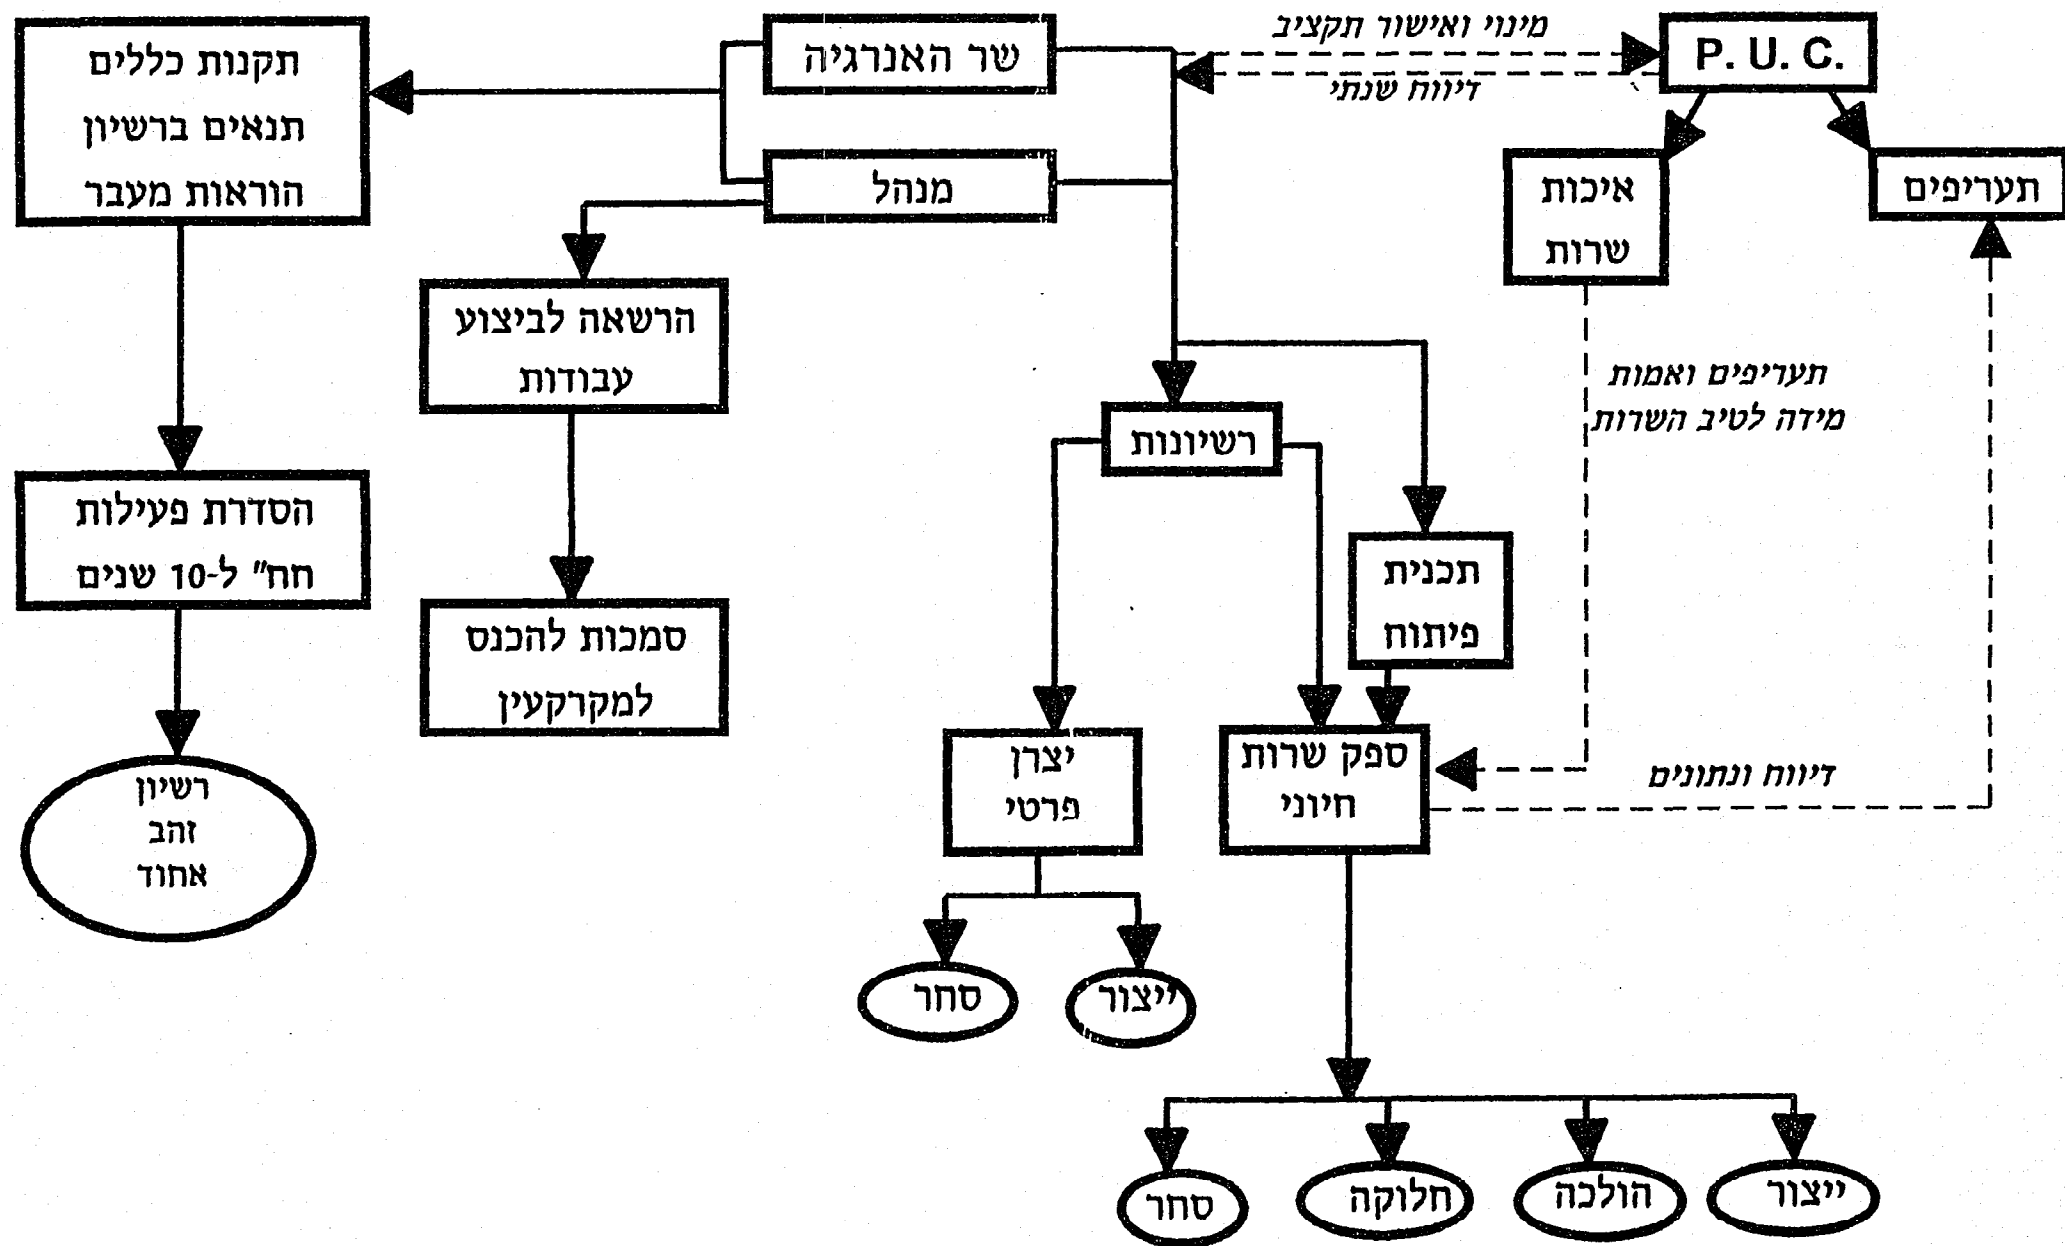 P. U. C.
מינוי ואישור תקציב
דיווח שנתי
שר האנרגיה
מנהל
תקנות כללים
תנאים ברשיון
הוראות מעבר
תעריפים
איכות
שרות
הרשאה לביצוע
עבודות
תעריפים ואמות
מידה לטיב השרות
רשיונות
הסדרת פעילות
חח" ל-10 שנים
תכנית
פיתוח
סמכות להכנס
למקרקעין
ספק שרות
חיוני
יצרן
פרטי
דיווח ונתונים
רשיון
זהב
אחוד
ייצור
סחר
ייצור
הולכה
חלוקה
סחר